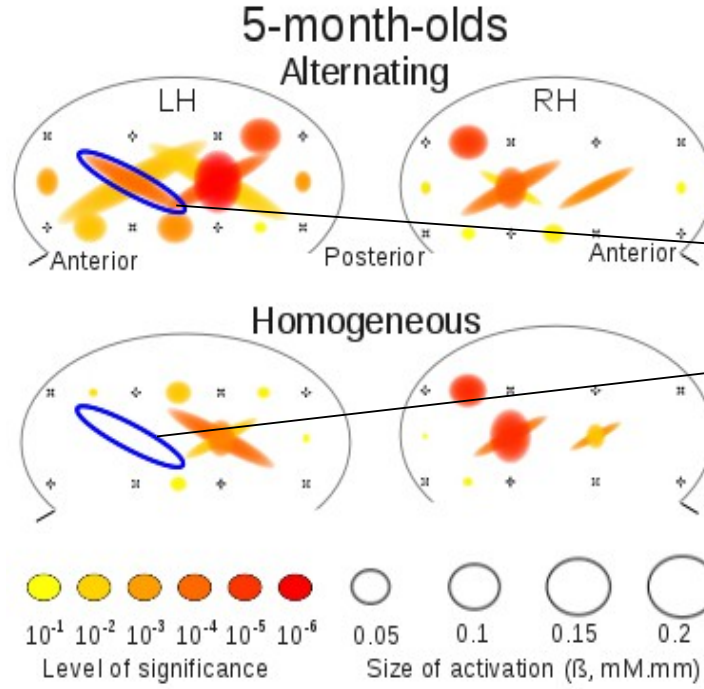 5-month-olds
Alternating
LH RH
Anterior Posterior Anterior
Homogeneous
10-1 10-2 10-3 10-4 10-5 10-6 0.05 0.1 0.15 0.2
Level of significance Size of activation (ß, mM.mm)